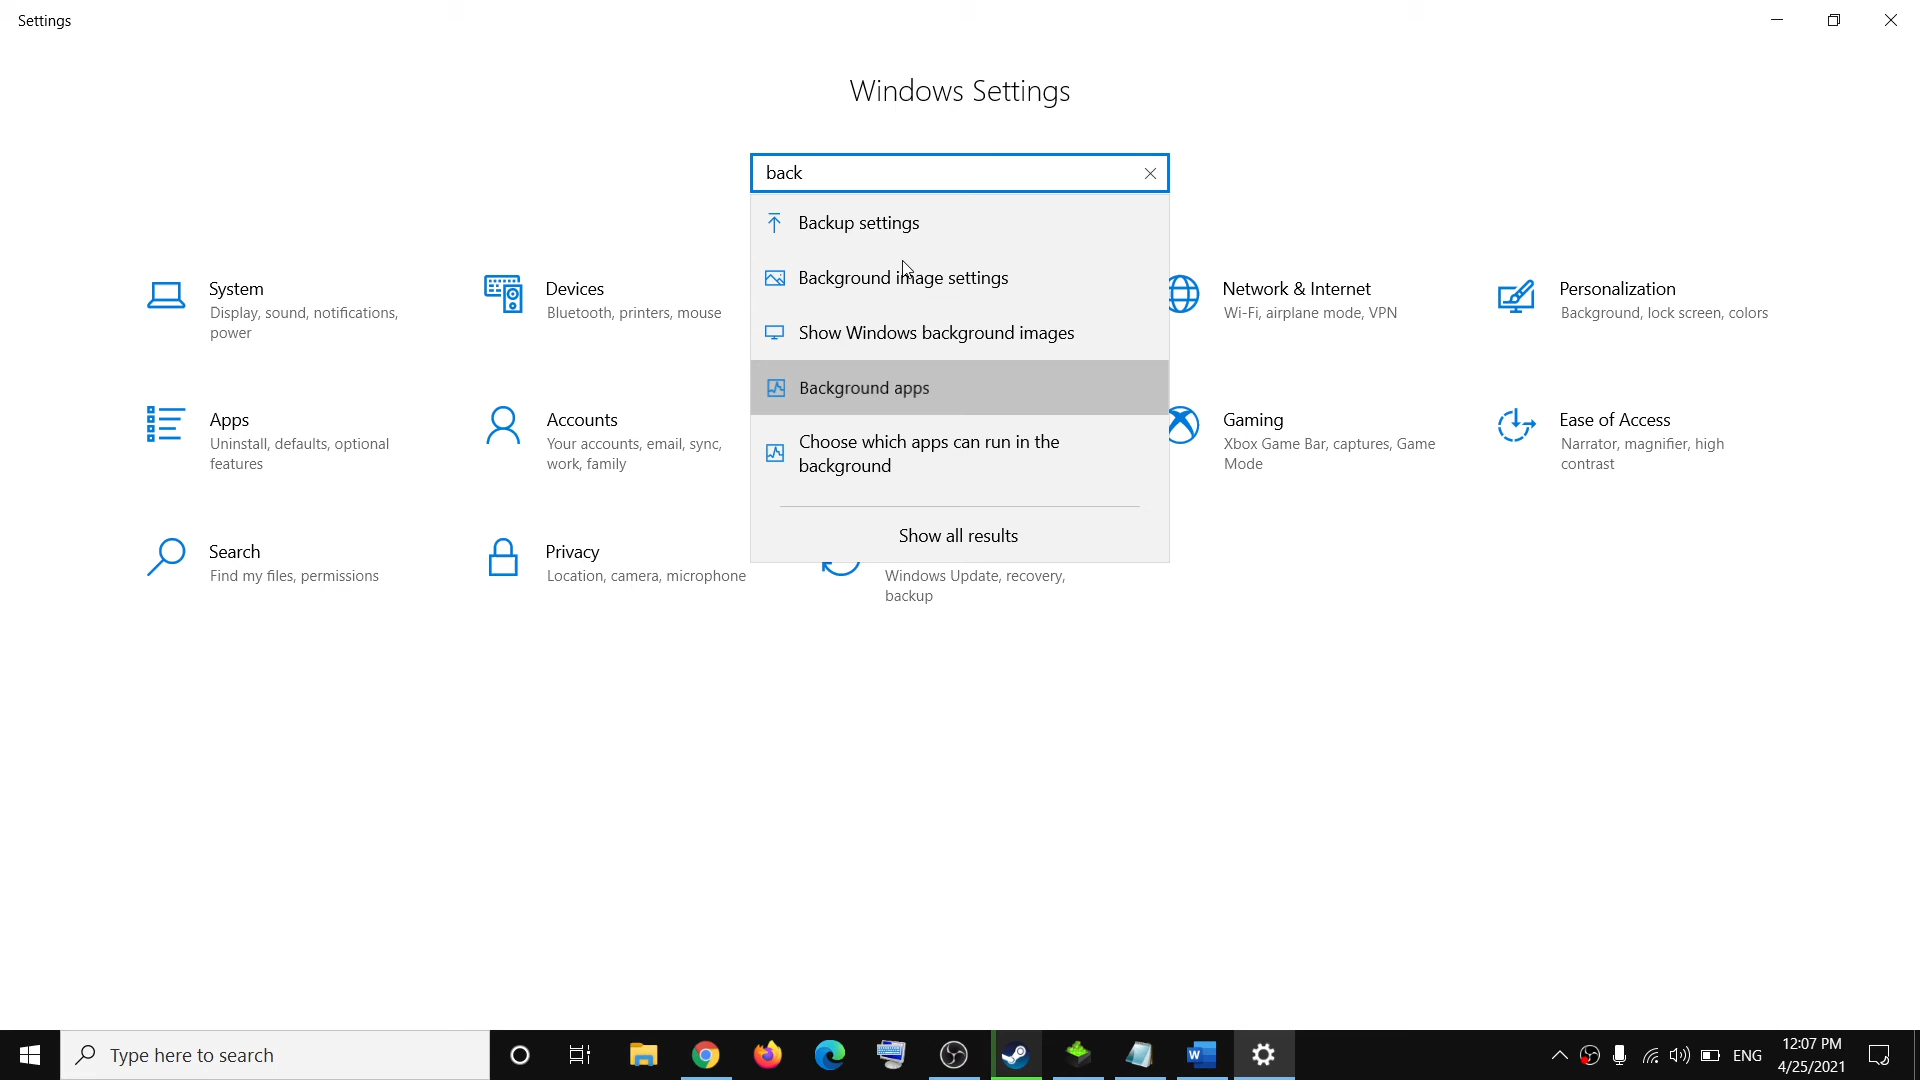 Settings
Windows Settings
back
Backup settings
Background image settings
Show Windows background images
Background apps
Choose which apps can run in the
background
Show all results
System
Display, sound, notifications,
power
Devices
Bluetooth, printers, mouse
Network & Internet
Wi-Fi, airplane mode, VPN
Personalization
Background, lock screen, colors
Apps
Uninstall, defaults, optional
features
Accounts
Your accounts, email, sync,
work, family
Gaming
Xbox Game Bar, captures, Game
Mode
Ease of Access
Narrator, magnifier, high
contrast
Search
Find my files, permissions
Privacy
Location, camera, microphone
Windows Update, recovery,
backup
Type here to search
ENG
12:07 PM
4/25/2021